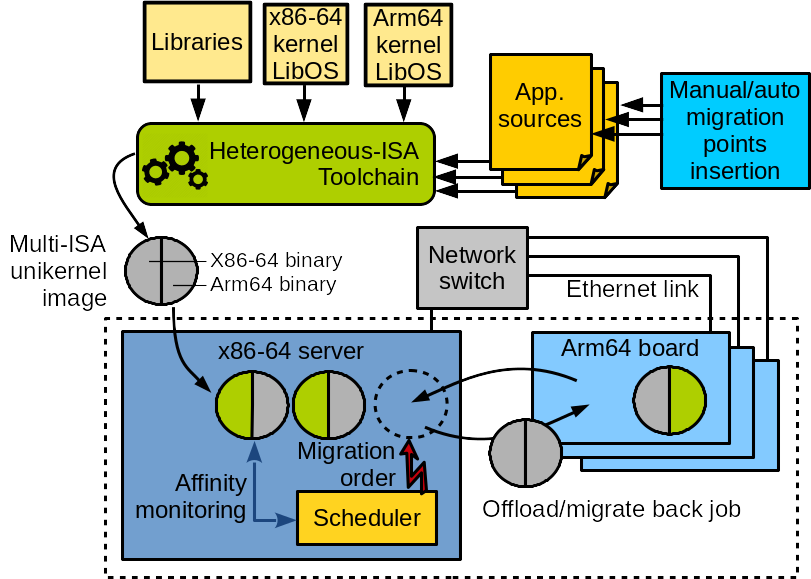 Libraries
x86-64
kernel
LibOS
Arm64
kernel
LibOS
App.
sources
Manual/auto
migration
points
insertion
Heterogeneous-ISA
Toolchain
Multi-ISA
unikernel
image
X86-64 binary
Arm64 binary
Network
switch
Ethernet link
x86-64 server
Arm64 board
Migration
order
Affinity
monitoring
Scheduler
Offload/migrate back job